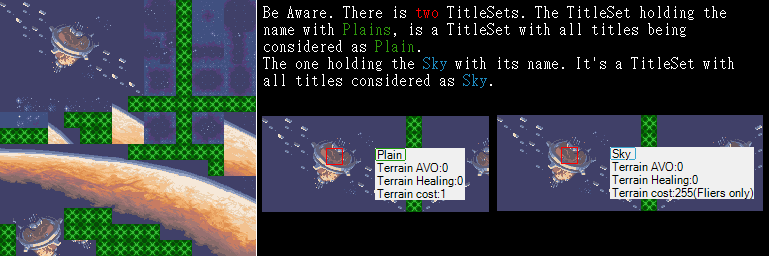 Be Aware. There is two TitleSets. The TitleSet holding the
name with Plains, is a TitleSet with all titles being
considered as Plain.
The one holding the Sky with its name. It's a TitleSet with
all titles considered as Sky.
Plain
Terrain AVO:0
Terrain Healing:0
Terrain cost:1
Sky
Terrain AVO:0
Terrain Healing:0
Terrain cost:255(Fliers only)